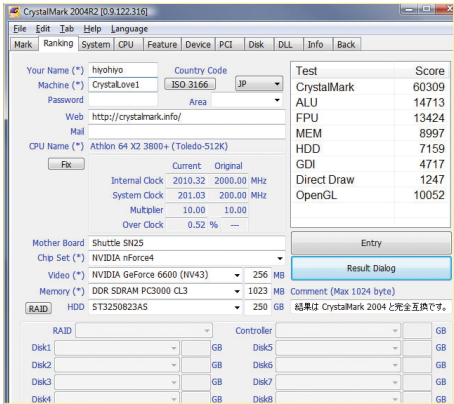 CrystalMark 2004R2 [0.9.122.316]
File Edit Tab Help Language
Mark Ranking System CPU Feature Device PCI Disk DLL Info Back
Your Name (*) hiyohiyo Country Code
Machine (*) CrystalLove1 ISO 3166 JP
Password Area
Web http://crystalmark.info/
Mail
CPU Name (*) Athlon 64 X2 3800+ (Toledo-512K)
Fix Current Original
Internal Clock 2010.32 2000.00 MHz
System Clock 201.03 200.00 MHz
Multiplier 10.00 10.00
Over Clock 0.52 % ---
Test Score
CrystalMark 60309
ALU 14713
FPU 13424
MEM 8997
HDD 7159
GDI 4717
Direct Draw 1247
OpenGL 10052
Mother Board Shuttle SN25
Chip Set (*) NVIDIA nForce4
Video (*) NVIDIA GeForce 6600 (NV43) 256 MB
Memory (*) DDR SDRAM PC3000 CL3 1023 MB
RAID HDD ST3250823AS 250 GB
Entry
Result Dialog
Comment (Max 1024 byte)
結果は CrystalMark 2004 と完全互換です。
RAID Controller GB
Disk1 GB Disk5 GB
Disk2 GB Disk6 GB
Disk3 GB Disk7 GB
Disk4 GB Disk8 GB